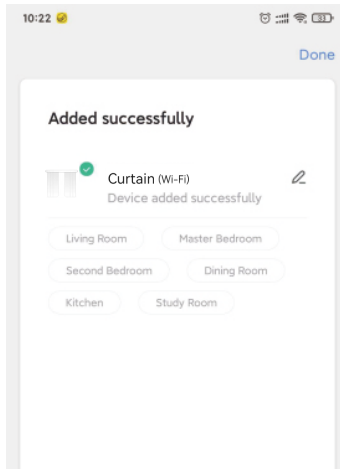 10:22
Done
Added successfully
Curtain (Wi-Fi)
Device added successfully
Living Room
Master Bedroom
Second Bedroom
Dining Room
Kitchen
Study Room